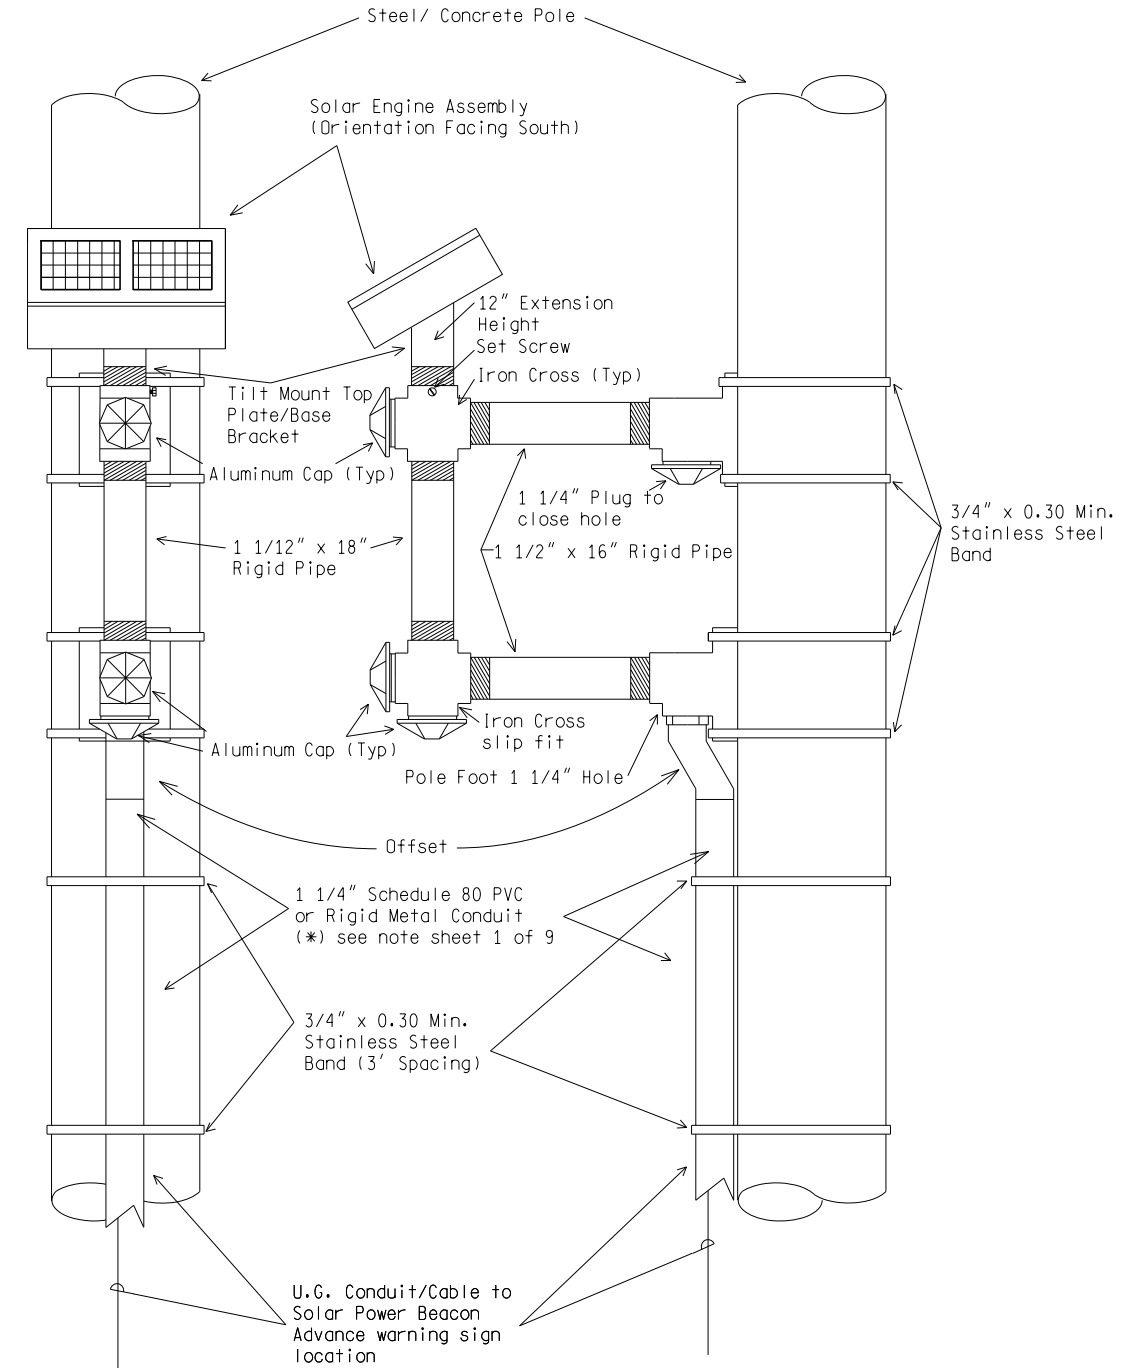 Steel/ Concrete Pole
Solar Engine Assembly
(Orientation Facing South)
12" Extension
Height
Set Screw
Iron Cross (Typ)
Tilt Mount Top
Plate/Base
Bracket
Aluminum Cap (Typ)
1 1/4" Plug to
close hole
3/4" x 0.30 Min.
Stainless Steel
Band
1 1/12" x 18"
Rigid Pipe
1 1/2" x 16" Rigid Pipe
Iron Cross
slip fit
Aluminum Cap (Typ)
Pole Foot 1 1/4" Hole
Offset
1 1/4" Schedule 80 PVC
or Rigid Metal Conduit
(*) see note sheet 1 of 9
3/4" x 0.30 Min.
Stainless Steel
Band (3' Spacing)
U.G. Conduit/Cable to
Solar Power Beacon
Advance warning sign
location